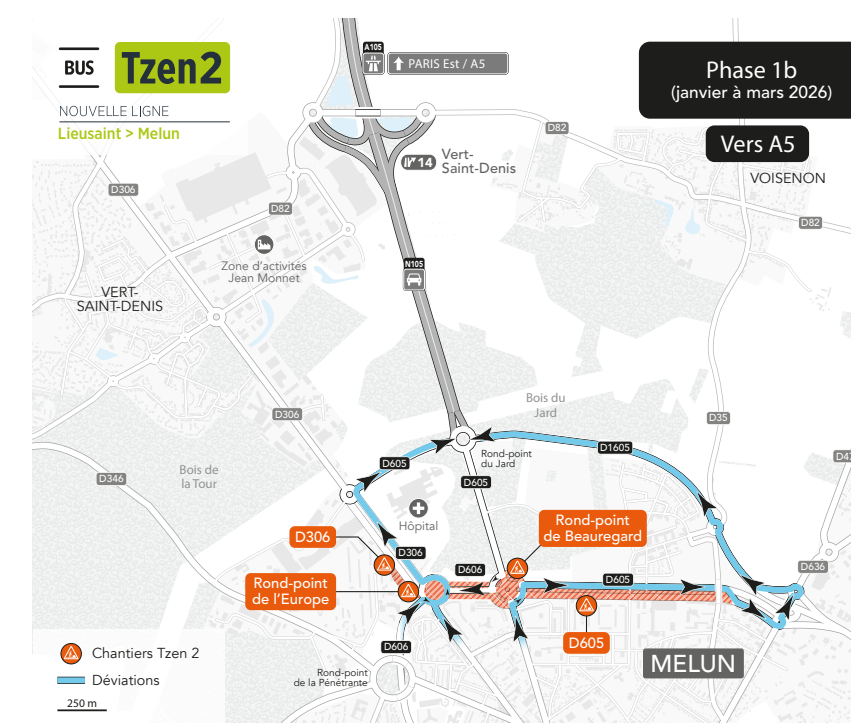 BUS
Tzen2
NOUVELLE LIGNE
Lieusaint > Melun
A105
PARIS Est / A5
Phase 1b
(janvier à mars 2026)
Vers A5
VOISENON
D82
14
Vert-
Saint-Denis
D306
D82
D82
Zone d'activités
Jean Monnet
N105
VERT-
SAINT-DENIS
Bois du
Jard
D306
D35
Rond-point
du Jard
D1605
D605
D605
D346
Bois de
la Tour
Hôpital
Rond-point
de Beauregard
D306
D306
D606
D605
D636
Rond-point
de l'Europe
D605
D606
MELUN
Rond-point
de la Pénétrante
Chantiers Tzen 2
Déviations
250 m